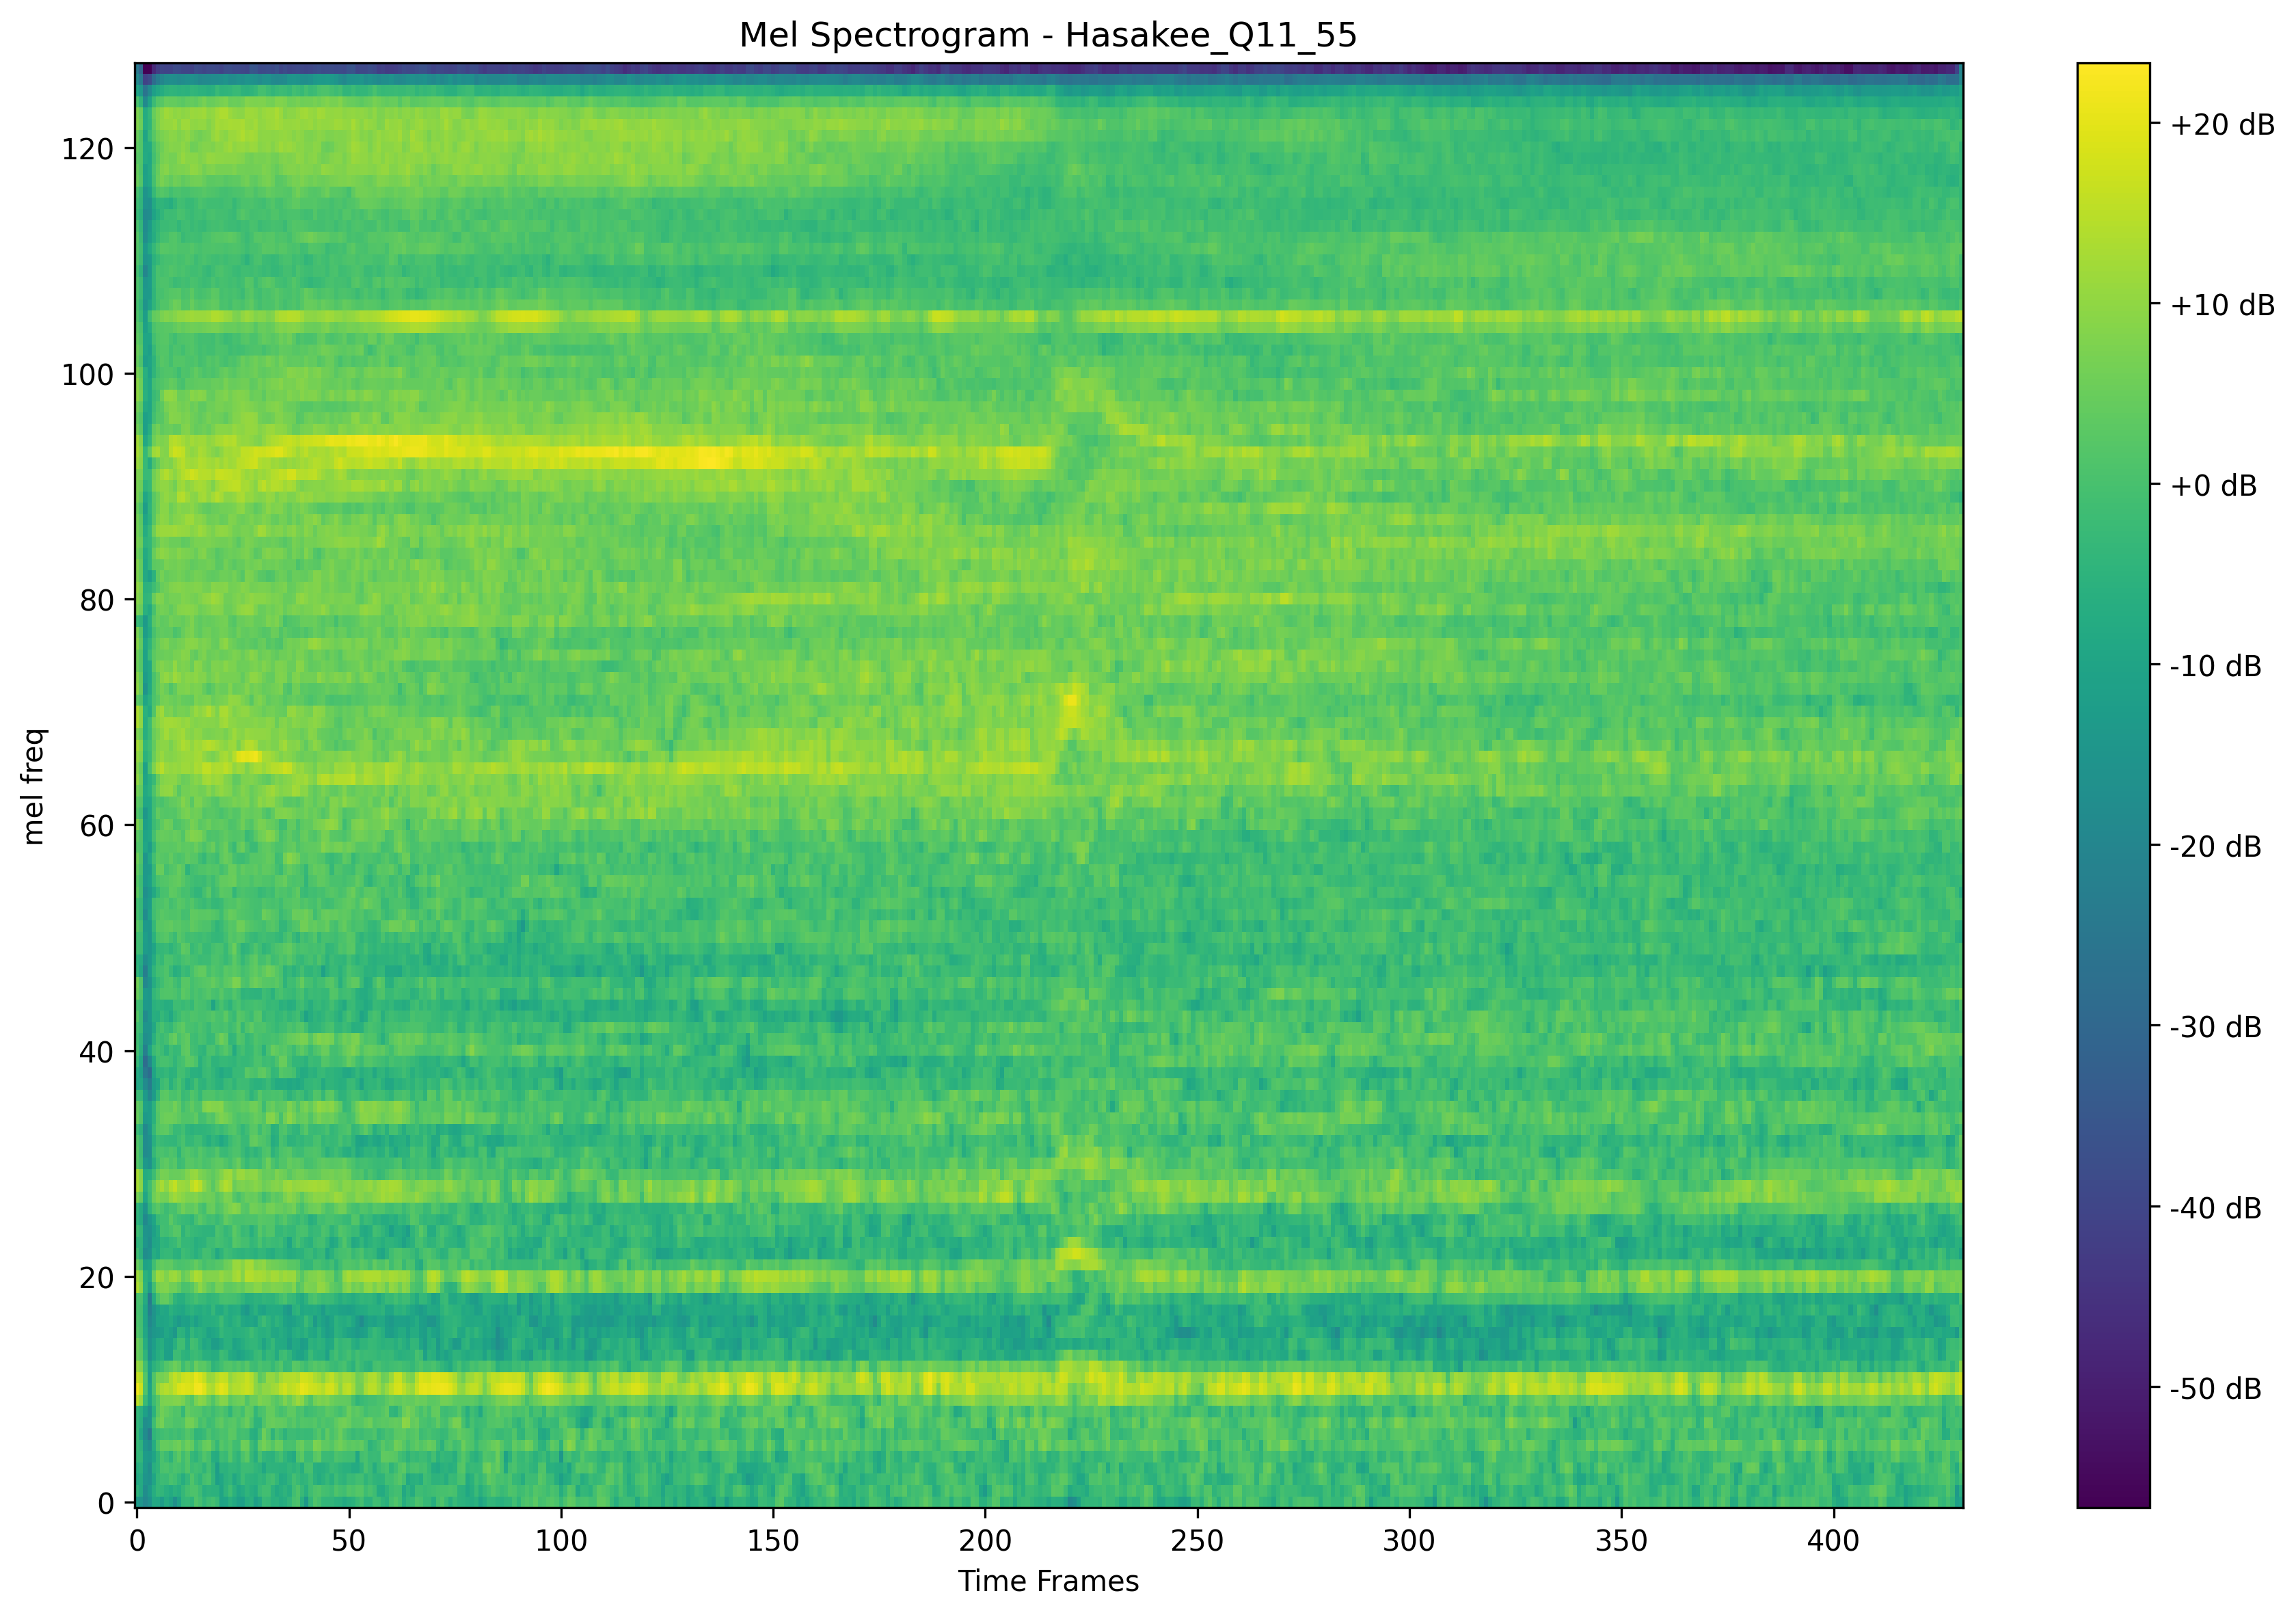 Mel Spectrogram - Hasakee_Q11_55
mel freq
120
100
80
60
40
20
0
0 50 100 150 200 250 300 350 400
Time Frames
+20 dB
+10 dB
+0 dB
-10 dB
-20 dB
-30 dB
-40 dB
-50 dB